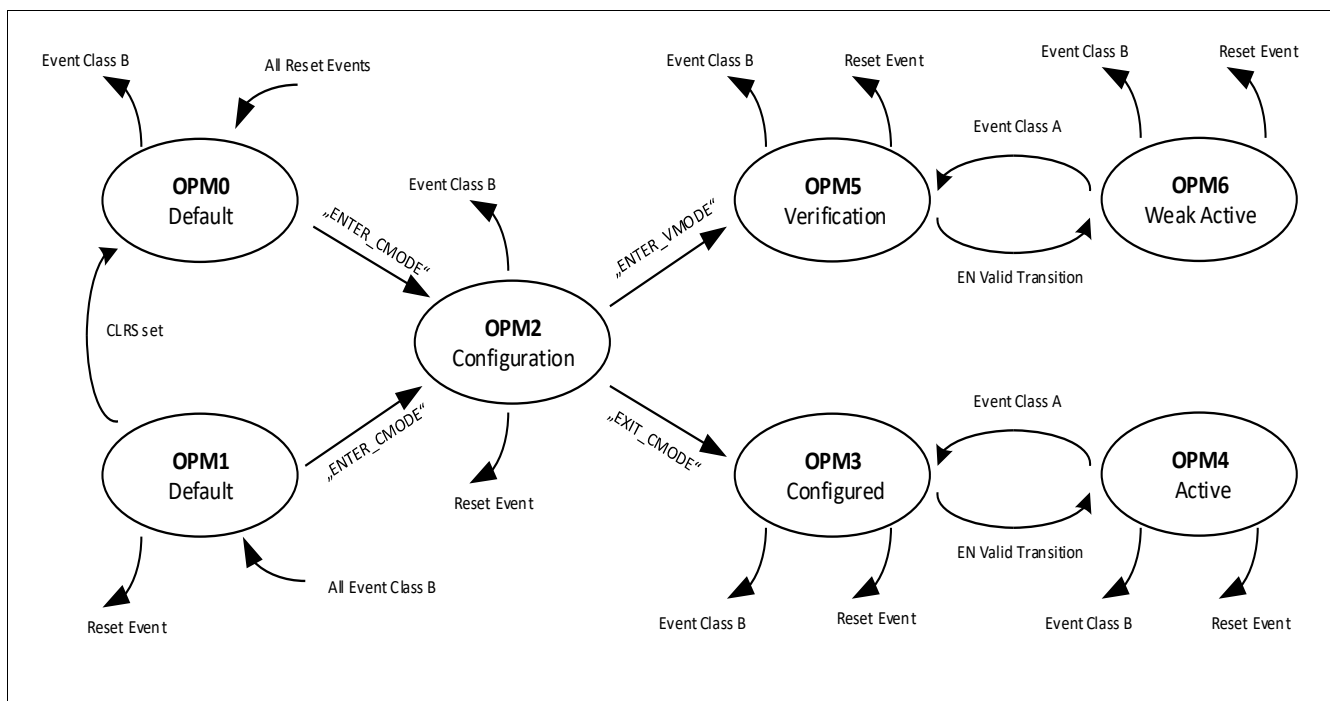 Event Class B
All Reset Events
Event Class B
Reset Event
Event Class B
Reset Event
Event Class A
OPM0
Default
OPM5
Verification
OPM6
Weak Active
Event Class B
„ENTER_CMODE“
„ENTER_VMODE“
EN Valid Transition
CLRS set
OPM2
Configuration
„ENTER_CMODE“
„EXIT_CMODE“
Event Class A
OPM1
Default
OPM3
Configured
OPM4
Active
Reset Event
EN Valid Transition
All Event Class B
Reset Event
Event Class B
Reset Event
Event Class B
Reset Event